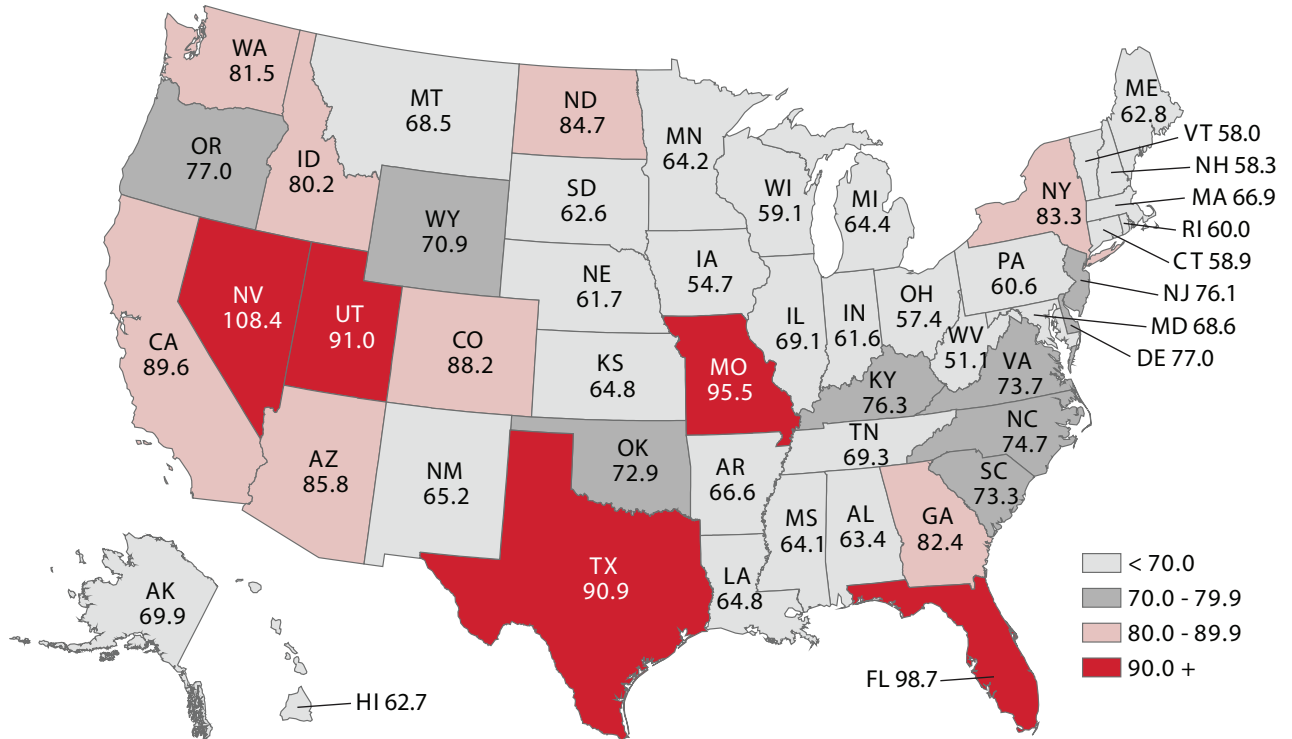 WA
81.5
OR
77.0
ID
80.2
MT
68.5
ND
84.7
MN
64.2
SD
62.6
WY
70.9
WI
59.1
MI
64.4
NY
83.3
ME
62.8
VT 58.0
NH 58.3
MA 66.9
RI 60.0
CT 58.9
NJ 76.1
MD 68.6
DE 77.0
NV
108.4
UT
91.0
CA
89.6
CO
88.2
NE
61.7
IA
54.7
KS
64.8
MO
95.5
IL
69.1
IN
61.6
OH
57.4
PA
60.6
WV
51.1
VA
73.7
KY
76.3
NC
74.7
TN
69.3
SC
73.3
AZ
85.8
NM
65.2
OK
72.9
AR
66.6
TX
90.9
LA
64.8
MS
64.1
AL
63.4
GA
82.4
FL 98.7
AK
69.9
HI 62.7
< 70.0
70.0 - 79.9
80.0 - 89.9
90.0 +